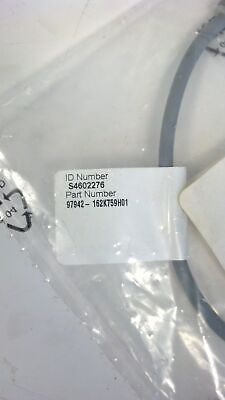 ID Number
S4602276
Part Number
97942- 162K759H01